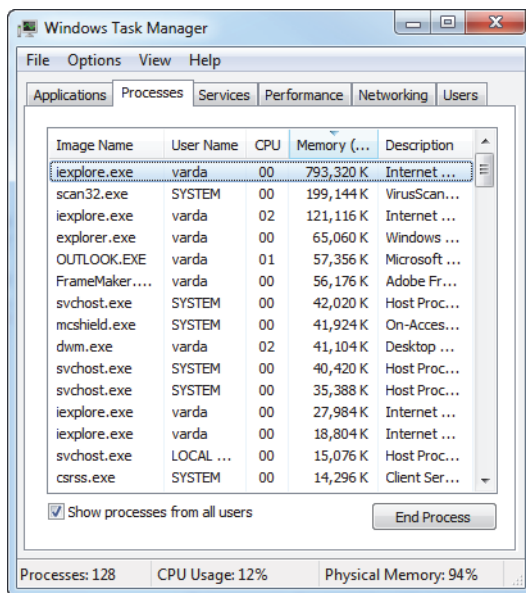 Windows Task Manager
File Options View Help
Applications Processes Services Performance Networking Users
Image Name User Name CPU Memory (... Description
iexplore.exe varda 00 793,320 K Internet ...
scan32.exe SYSTEM 00 199,144 K VirusScan...
iexplore.exe varda 02 121,116 K Internet ...
explorer.exe varda 00 65,060 K Windows ...
OUTLOOK.EXE varda 01 57,356 K Microsoft ...
FrameMaker.... varda 00 56,176 K Adobe Fr...
svchost.exe SYSTEM 00 42,020 K Host Proc...
mcshield.exe SYSTEM 00 41,924 K On-Acces...
dwm.exe varda 02 41,104 K Desktop ...
svchost.exe SYSTEM 00 40,420 K Host Proc...
svchost.exe SYSTEM 00 35,388 K Host Proc...
iexplore.exe varda 00 27,984 K Internet ...
iexplore.exe varda 00 18,804 K Internet ...
svchost.exe LOCAL ... 00 15,076 K Host Proc...
csrss.exe SYSTEM 00 14,296 K Client Ser...
Show processes from all users End Process
Processes: 128 CPU Usage: 12% Physical Memory: 94%